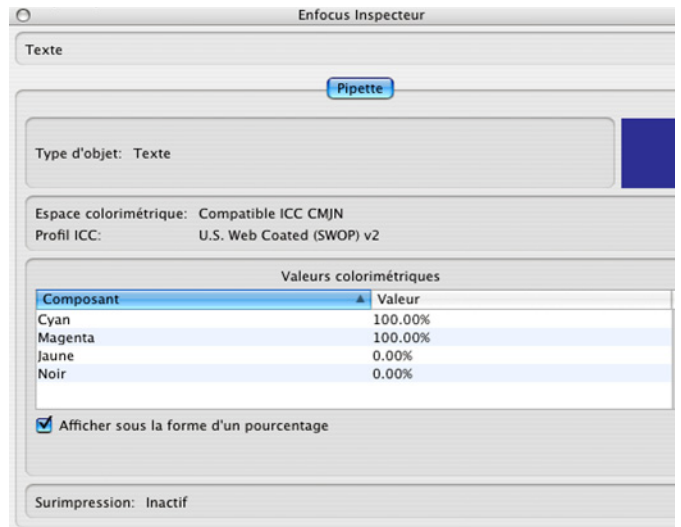 Enfocus Inspecteur
Texte
Pipette
Type d'objet: Texte
Espace colorimétrique: Compatible ICC CMJN
Profil ICC: U.S. Web Coated (SWOP) v2
Valeurs colorimétriques
Composant Valeur
Cyan 100.00%
Magenta 100.00%
Jaune 0.00%
Noir 0.00%
Afficher sous la forme d'un pourcentage
Surimpression: Inactif